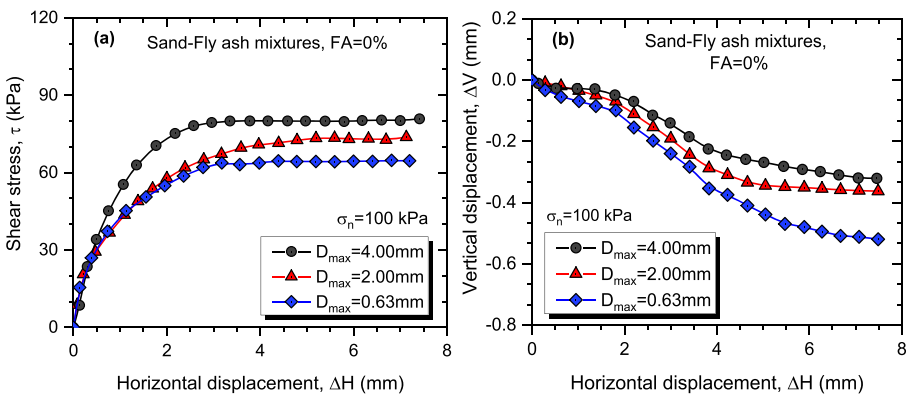 (a)
Sand-Fly ash mixtures, FA=0%
Shear stress, τ (kPa)
120
90
60
30
0
σn=100 kPa
Dmax=4.00mm
Dmax=2.00mm
Dmax=0.63mm
0 2 4 6 8
Horizontal displacement, ΔH (mm)
(b)
Sand-Fly ash mixtures,
FA=0%
Vertical dsiplacement, ΔV (mm)
0.2
0.0
-0.2
-0.4
-0.6
-0.8
σn=100 kPa
Dmax=4.00mm
Dmax=2.00mm
Dmax=0.63mm
0 2 4 6 8
Horizontal displacement, ΔH (mm)